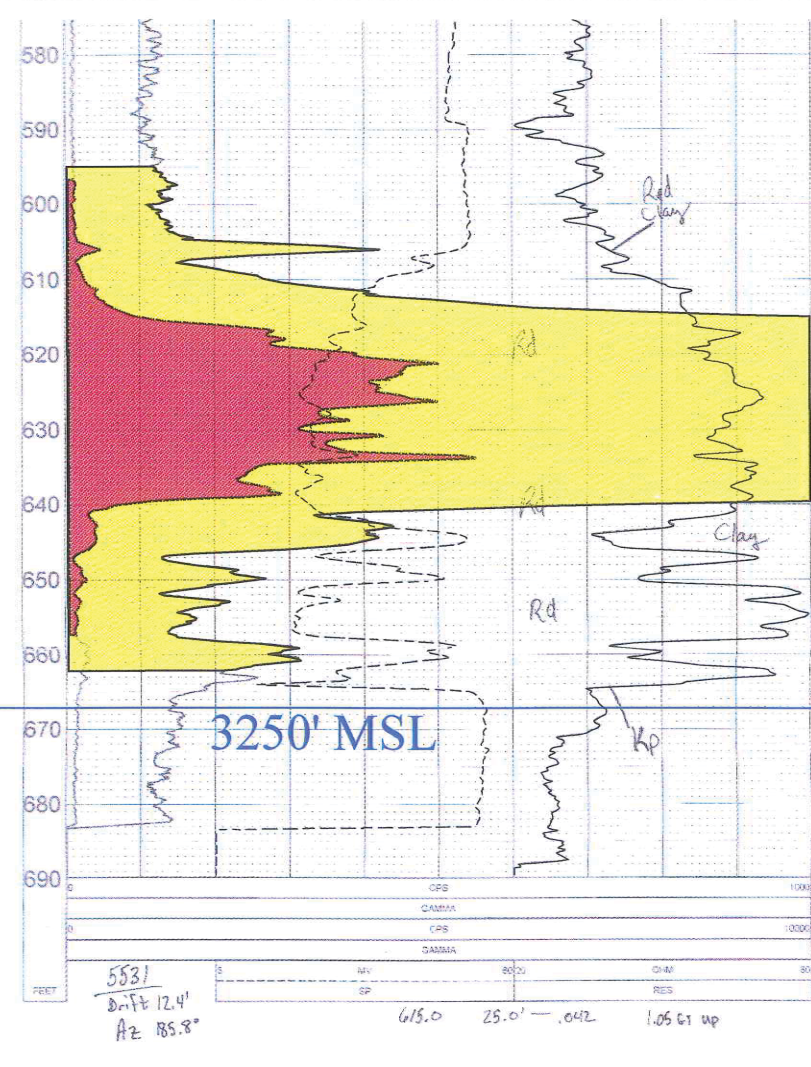 580
590
600
Red
Clay
610
Rd
620
630
640
Rd
Clay
650
Rd
660
3250' MSL
670
Kp
680
690
0 CPS 1000
GAMMA
0 CPS 10000
GAMMA
5531
MV
OHM
FEET
SP
RES
Drift 12.4'
Az 185.8°
615.0 25.0' — .042 1.05 GT up